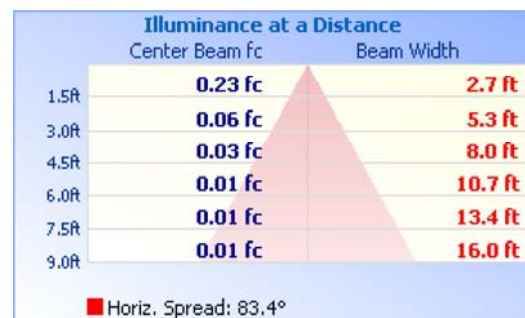 Illuminance at a Distance
Center Beam fc Beam Width
1.5ft 0.23 fc 2.7 ft
3.0ft 0.06 fc 5.3 ft
4.5ft 0.03 fc 8.0 ft
6.0ft 0.01 fc 10.7 ft
7.5ft 0.01 fc 13.4 ft
9.0ft 0.01 fc 16.0 ft
Horiz. Spread: 83.4°